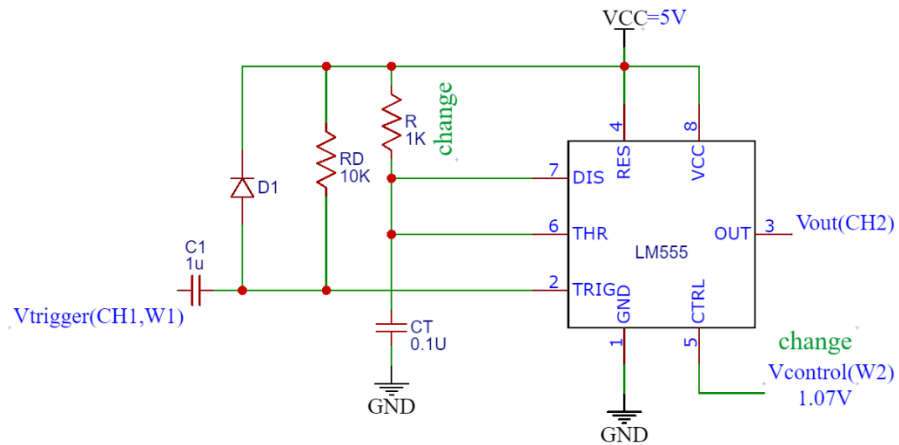 VCC=5V
R
1K
change
RD
10K
D1
C1
1u
Vtrigger(CH1,W1)
CT
0.1U
GND
4
8
RES
VCC
7
DIS
6
THR
2
TRIG
LM555
OUT
3
Vout(CH2)
GND
CTRL
1
5
GND
change
Vcontrol(W2)
1.07V